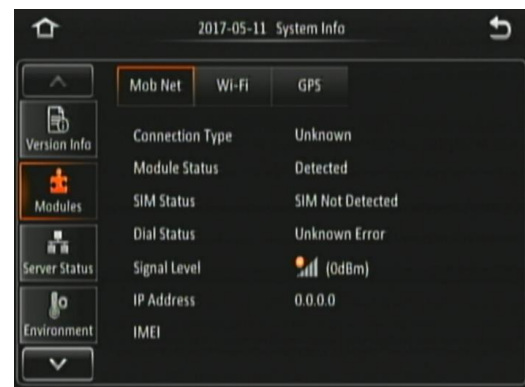 2017-05-11 System Info
Mob Net Wi-Fi GPS
Version Info
Modules
Server Status
Environment
Connection Type Unknown
Module Status Detected
SIM Status SIM Not Detected
Dial Status Unknown Error
Signal Level (0dBm)
IP Address 0.0.0.0
IMEI